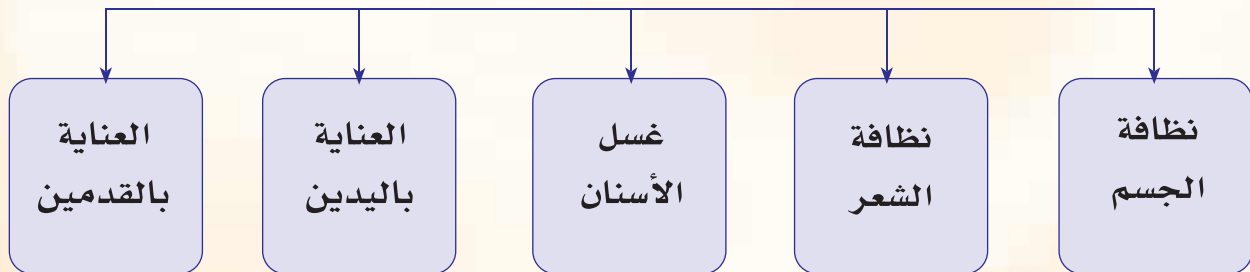 نظافة
الجسم
نظافة
الشعر
غسل
الأسنان
العناية
باليدين
العناية
بالقدمين